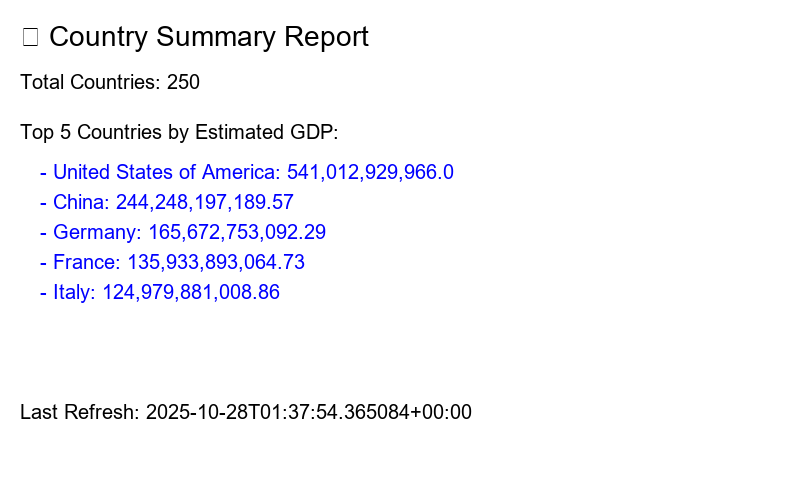 Country Summary Report
Total Countries: 250
Top 5 Countries by Estimated GDP:
- United States of America: 541,012,929,966.0
- China: 244,248,197,189.57
- Germany: 165,672,753,092.29
- France: 135,933,893,064.73
- Italy: 124,979,881,008.86
Last Refresh: 2025-10-28T01:37:54.365084+00:00